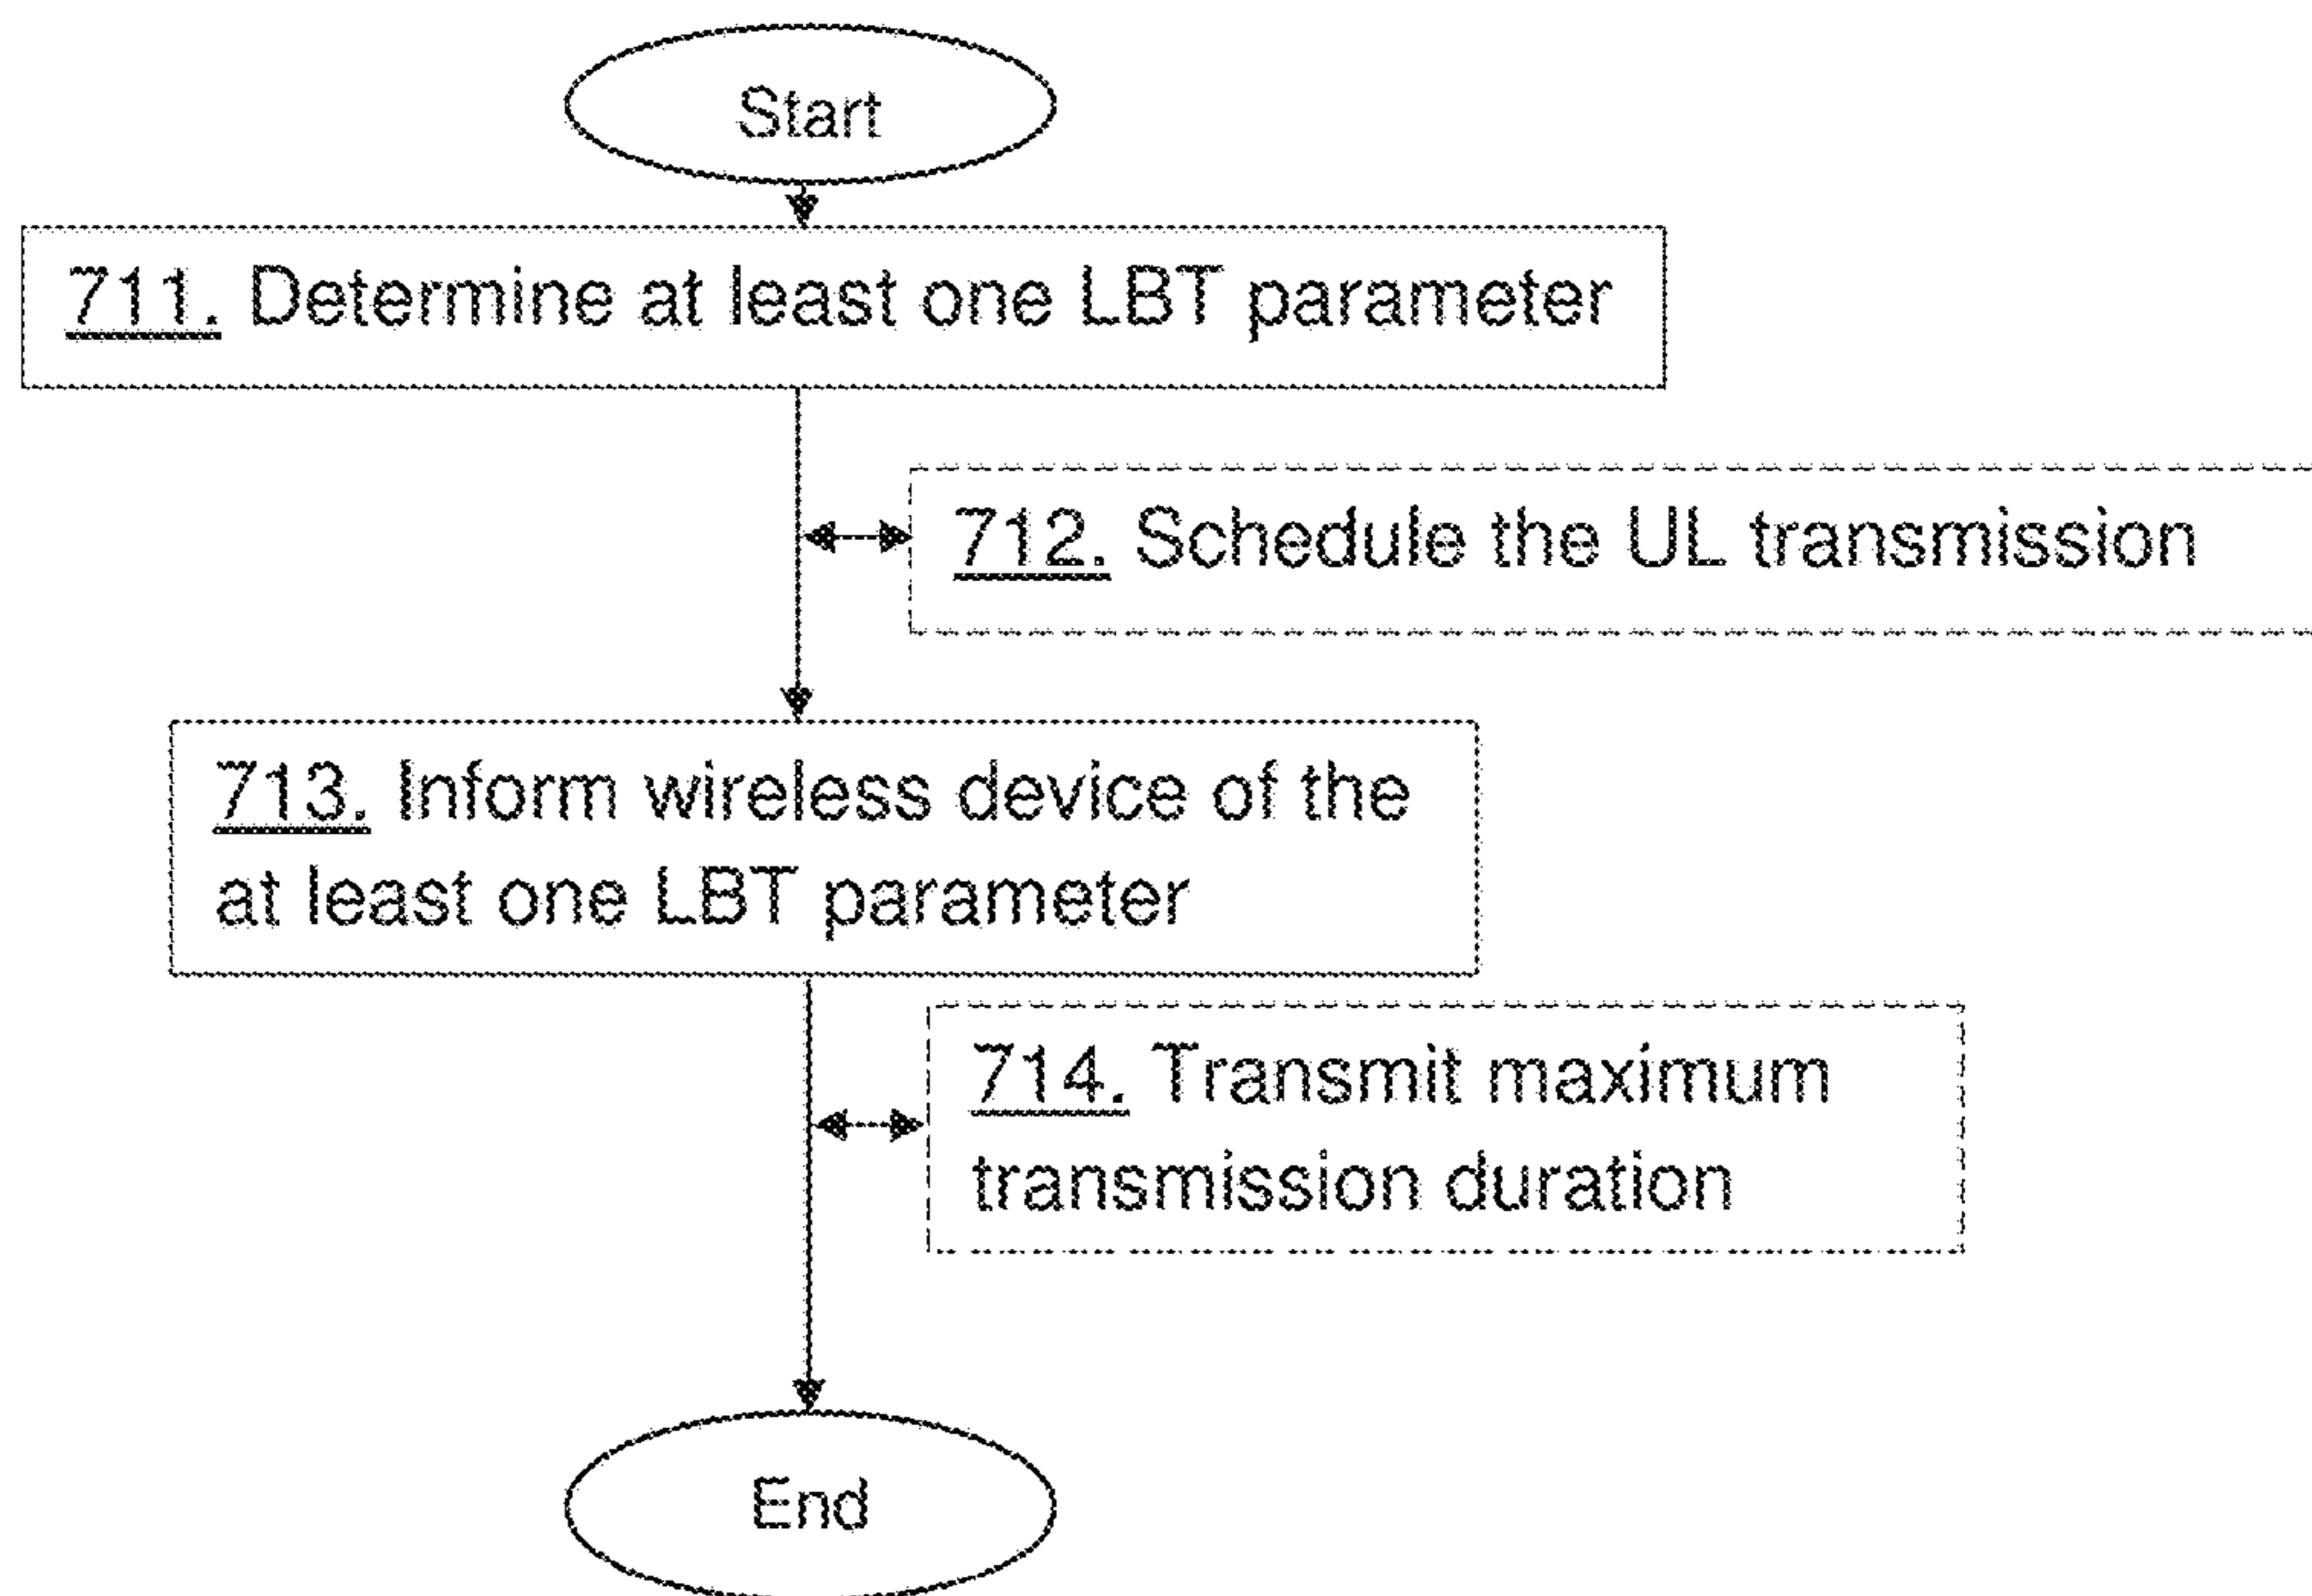 Start
711. Determine at least one LBT parameter
712. Schedule the UL transmission
713. Inform wireless device of the
at least one LBT parameter
714. Transmit maximum
transmission duration
End